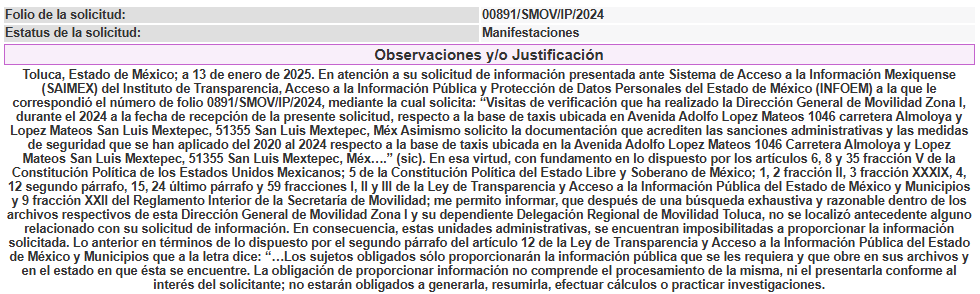 Folio de la solicitud: 00891/SMOV/IP/2024
Estatus de la solicitud: Manifestaciones
Observaciones y/o Justificación
Toluca, Estado de México; a 13 de enero de 2025. En atención a su solicitud de información presentada ante Sistema de Acceso a la Información Mexiquense
(SAIMEX) del Instituto de Transparencia, Acceso a la Información Pública y Protección de Datos Personales del Estado de México (INFOEM) a la que le
correspondió el número de folio 0891/SMOV/IP/2024, mediante la cual solicita: “Visitas de verificación que ha realizado la Dirección General de Movilidad Zona I,
durante el 2024 a la fecha de recepción de la presente solicitud, respecto a la base de taxis ubicada en Avenida Adolfo Lopez Mateos 1046 carretera Almoloya y
Lopez Mateos San Luis Mextepec, 51355 San Luis Mextepec, Méx Asimismo solicito la documentación que acrediten las sanciones administrativas y las medidas
de seguridad que se han aplicado del 2020 al 2024 respecto a la base de taxis ubicada en la Avenida Adolfo Lopez Mateos 1046 Carretera Almoloya y Lopez
Mateos San Luis Mextepec, 51355 San Luis Mextepec, Méx,...” (sic). En esa virtud, con fundamento en lo dispuesto por los artículos 6, 8 y 35 fracción V de la
Constitución Política de los Estados Unidos Mexicanos; 5 de la Constitución Política del Estado Libre y Soberano de México; 1, 2 fracción II, 3 fracción XXXIX, 4,
12 segundo párrafo, 15, 24 último párrafo y 59 fracciones I, II y III de la Ley de Transparencia y Acceso a la Información Pública del Estado de México y Municipios
y 9 fracción XXII del Reglamento Interior de la Secretaría de Movilidad; me permito informar, que después de una búsqueda exhaustiva y razonable dentro de los
archivos respectivos de esta Dirección General de Movilidad Zona I y su dependiente Delegación Regional de Movilidad Toluca, no se localizó antecedente alguno
relacionado con su solicitud de información. En consecuencia, estas unidades administrativas, se encuentran imposibilitadas a proporcionar la información
solicitada. Lo anterior en términos de lo dispuesto por el segundo párrafo del artículo 12 de la Ley de Transparencia y Acceso a la Información Pública del Estado
de México y Municipios que a la letra dice: “…Los sujetos obligados sólo proporcionarán la información pública que se les requiera y que obre en sus archivos y
en el estado en que ésta se encuentre. La obligación de proporcionar información no comprende el procesamiento de la misma, ni el presentarla conforme al
interés del solicitante; no estarán obligados a generarla, resumirla, efectuar cálculos o practicar investigaciones.